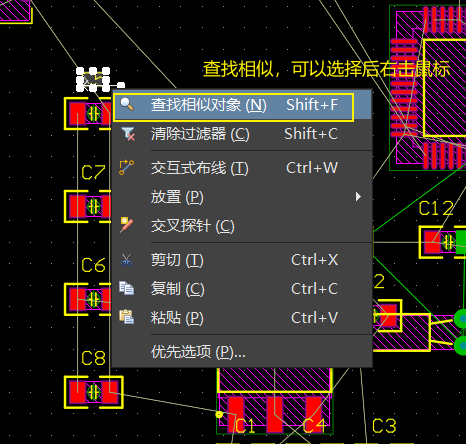 查找相似，可以选择后右击鼠标
查找相似对象 (N) Shift+F
清除过滤器 (C) Shift+C
C7
交互式布线 (T) Ctrl+W
放置 (P)
C12
交叉探针 (C)
剪切 (T) Ctrl+X
C6
2
复制 (C) Ctrl+C
粘贴 (P) Ctrl+V
优先选项 (P)...
C8
C1 C4 C3